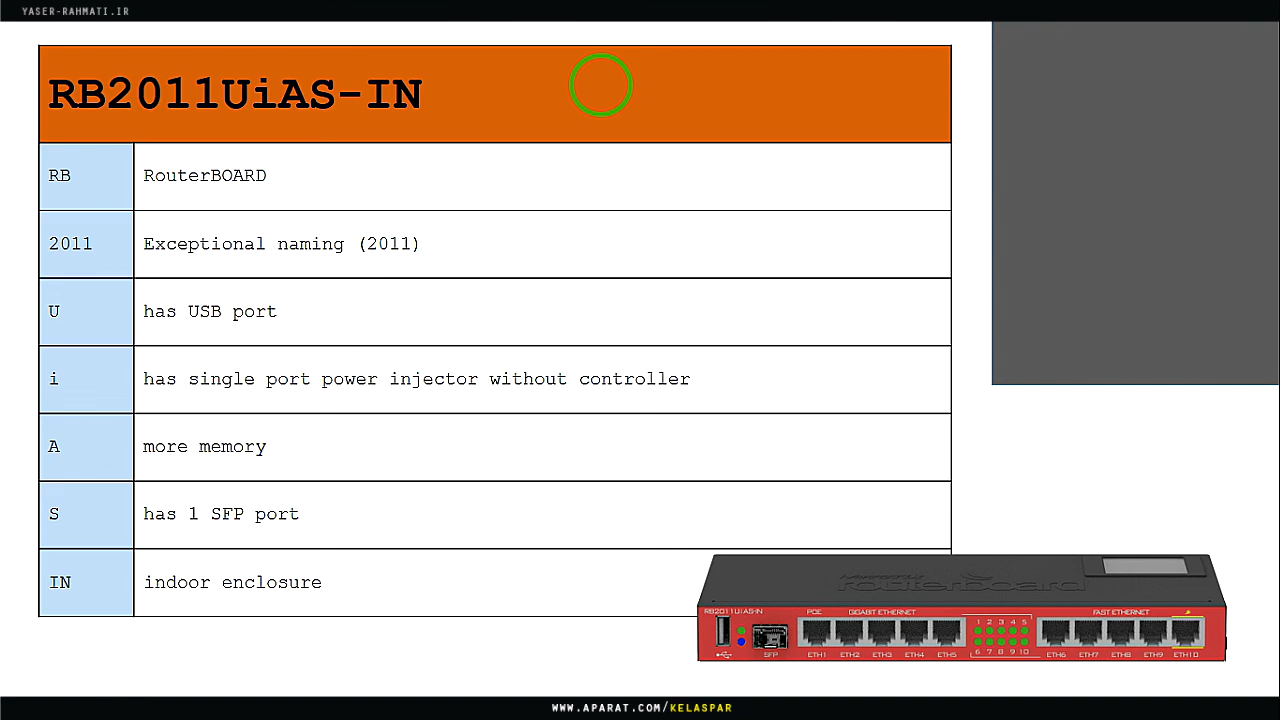 YASER-RAHMATI.IR
RB2011UiAS-IN
RB RouterBOARD
2011 Exceptional naming (2011)
U has USB port
i has single port power injector without controller
A more memory
S has 1 SFP port
IN indoor enclosure
routerboard
RB2011UiAS-IN POE GIGABIT ETHERNET FAST ETHERNET
1 2 3 4 5
6 7 8 9 10
SFP ETH1 ETH2 ETH3 ETH4 ETH5 ETH6 ETH7 ETH8 ETH9 ETH10
WWW.APARAT.COM/KELASPAR